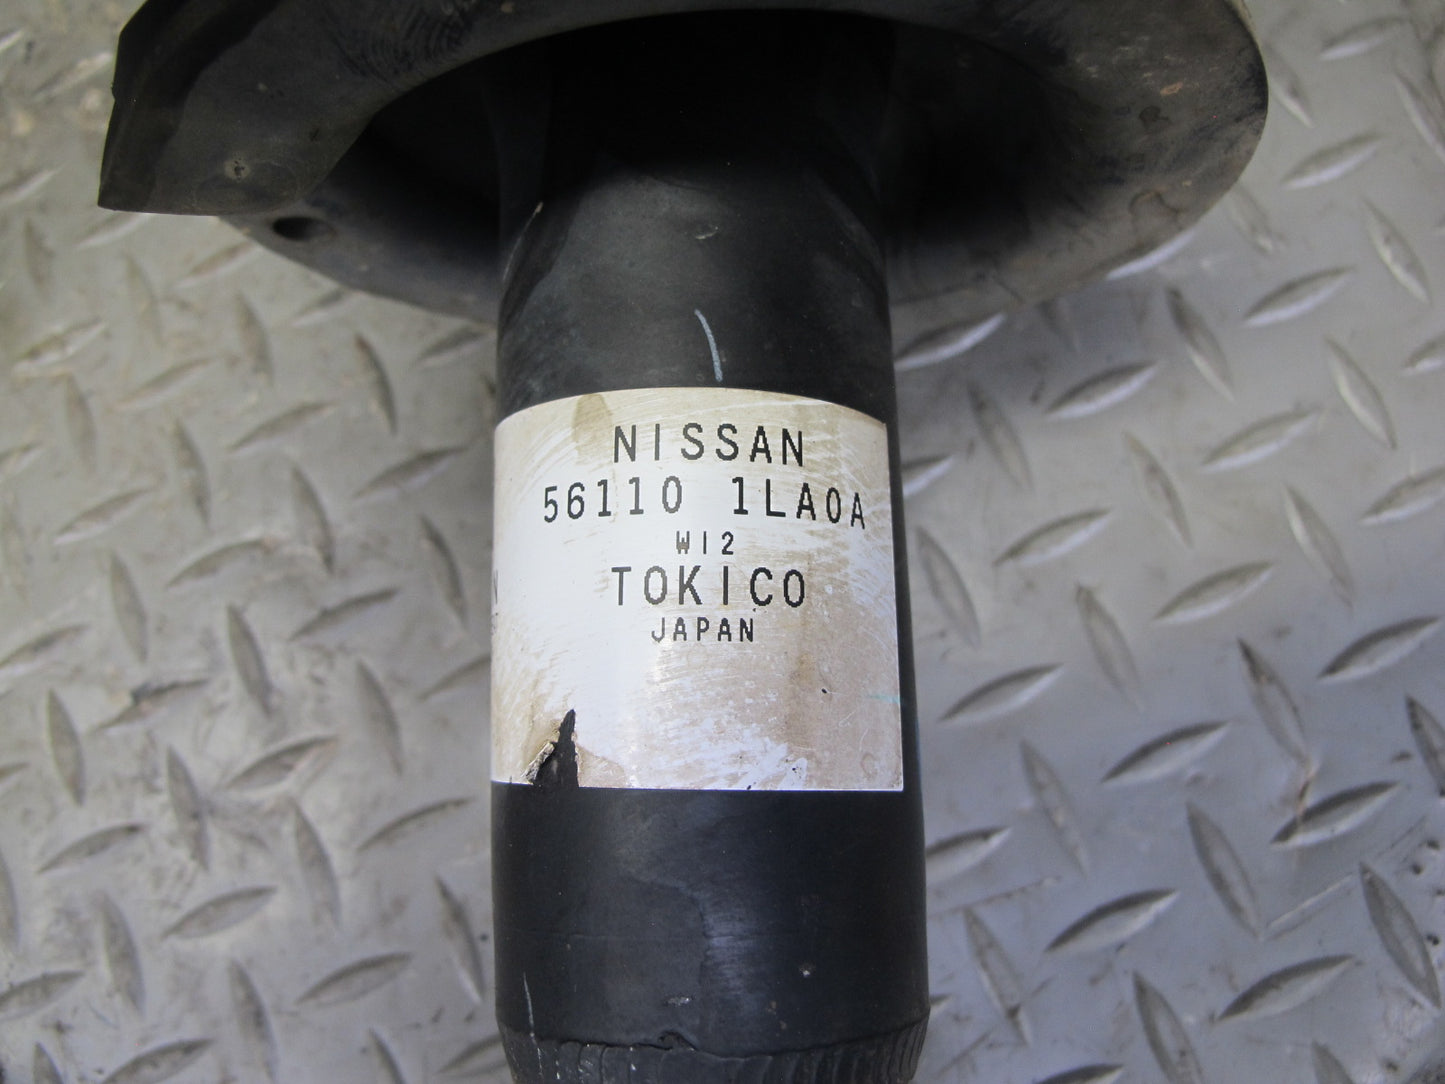 NISSAN
56110 1LA0A
W12
TOKICO
JAPAN
N